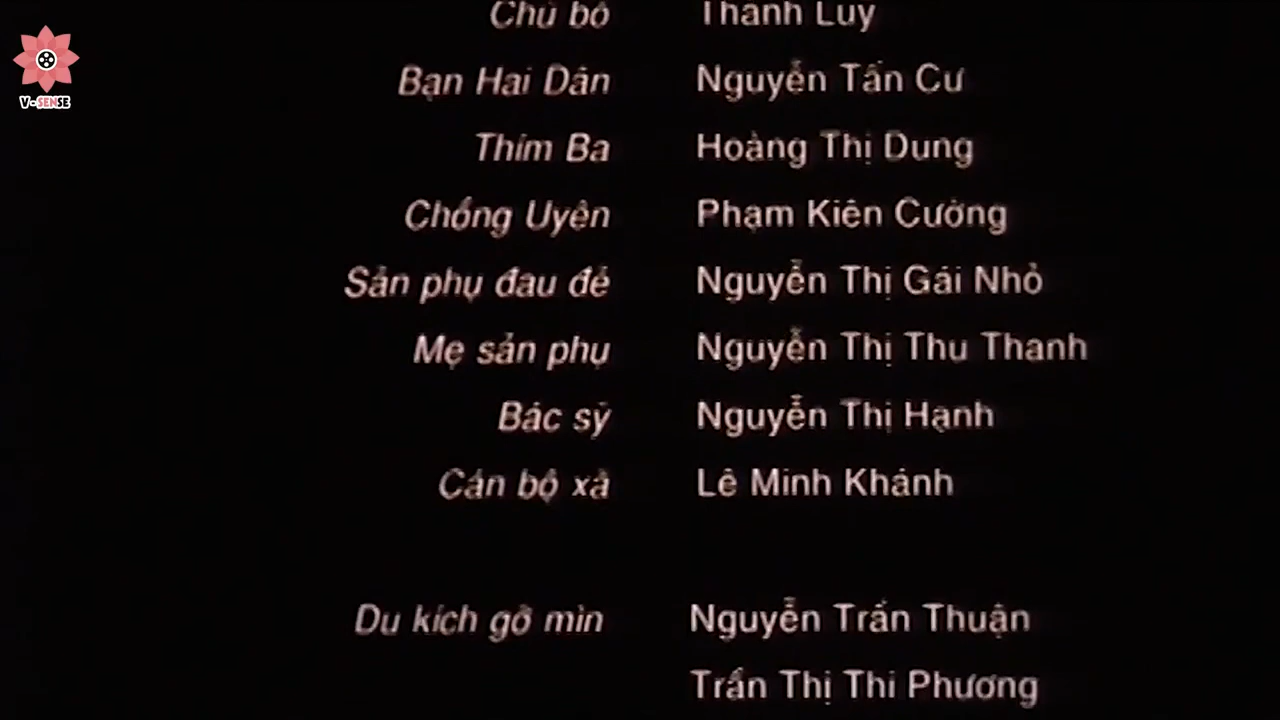 V-SENSE
Chủ bô Thanh Lụy
Bạn Hai Dân Nguyễn Tấn Cư
Thím Ba Hoàng Thị Dung
Chồng Uyên Phạm Kiên Cường
Sản phụ đau đẻ Nguyễn Thị Gái Nhỏ
Mẹ sản phụ Nguyễn Thị Thu Thanh
Bác sỹ Nguyễn Thị Hạnh
Cán bộ xã Lê Minh Khánh
Du kích gỡ mìn Nguyễn Trấn Thuận
Trần Thị Thi Phương